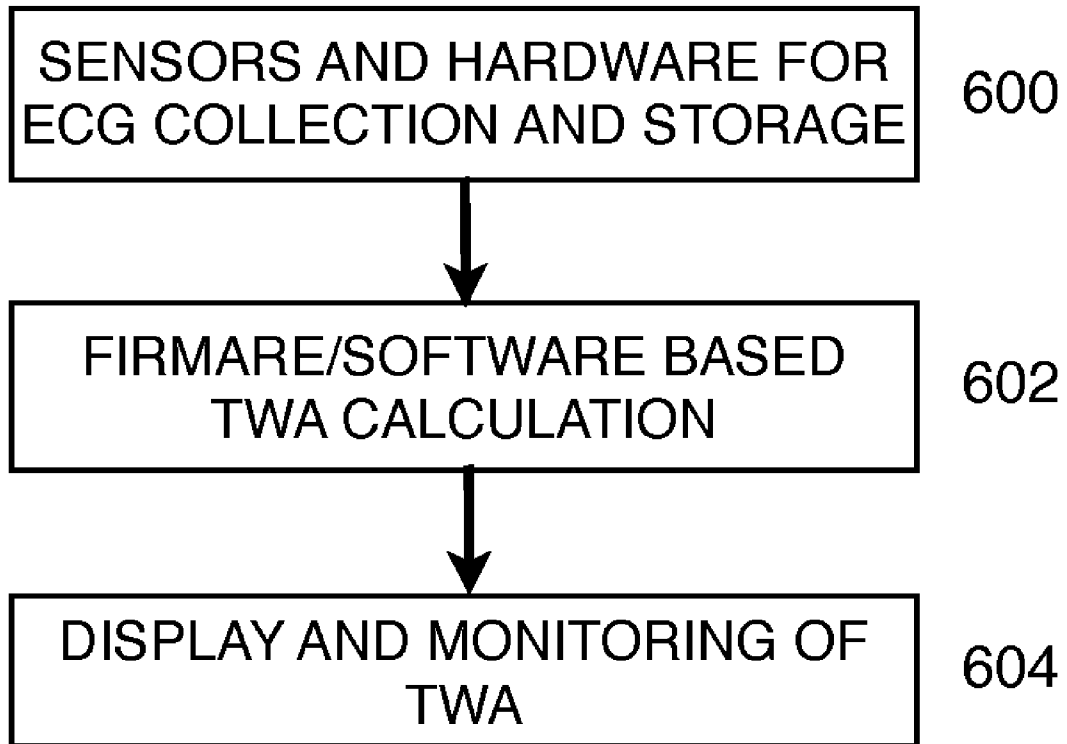 SENSORS AND HARDWARE FOR
ECG COLLECTION AND STORAGE
600
FIRMARE/SOFTWARE BASED
TWA CALCULATION
602
DISPLAY AND MONITORING OF
TWA
604